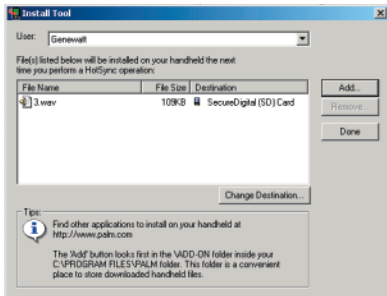 Install Tool
User: Genewatt
File(s) listed below will be installed on your handheld the next
time you perform a HotSync operation:
File Name File Size Destination
3.wav 109KB SecureDigital (SD) Card
Add...
Remove...
Done
Change Destination...
Tips:
Find other applications to install on your handheld at
http://www.palm.com
The 'Add' button looks first in the \ADD-ON folder inside your
C:\PROGRAM FILES\PALM folder. This folder is a convenient
place to store downloaded handheld files.